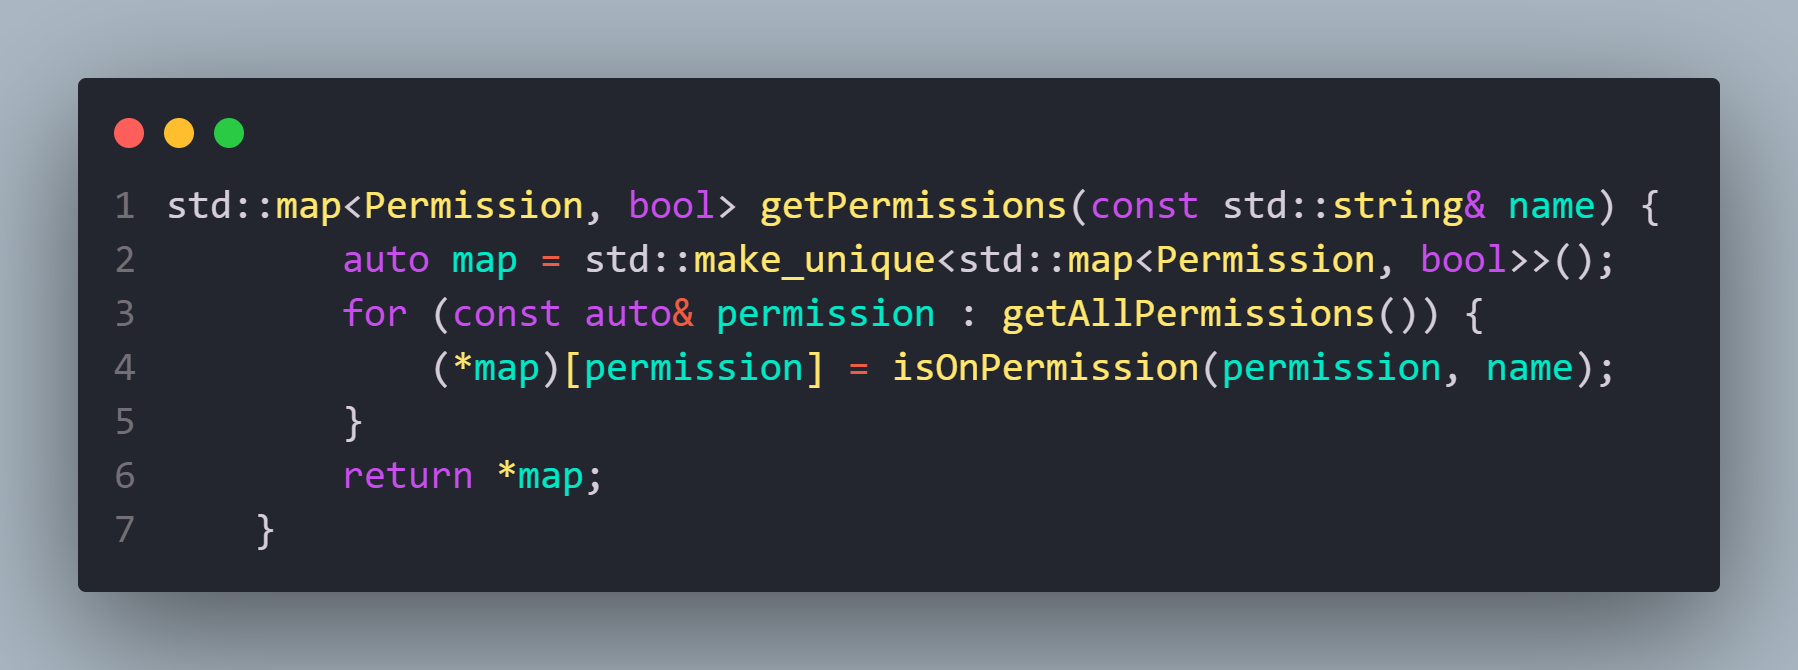 1 std::map<Permission, bool> getPermissions(const std::string& name) {
2         auto map = std::make_unique<std::map<Permission, bool>>();
3         for (const auto& permission : getAllPermissions()) {
4             (*map)[permission] = isOnPermission(permission, name);
5         }
6         return *map;
7     }